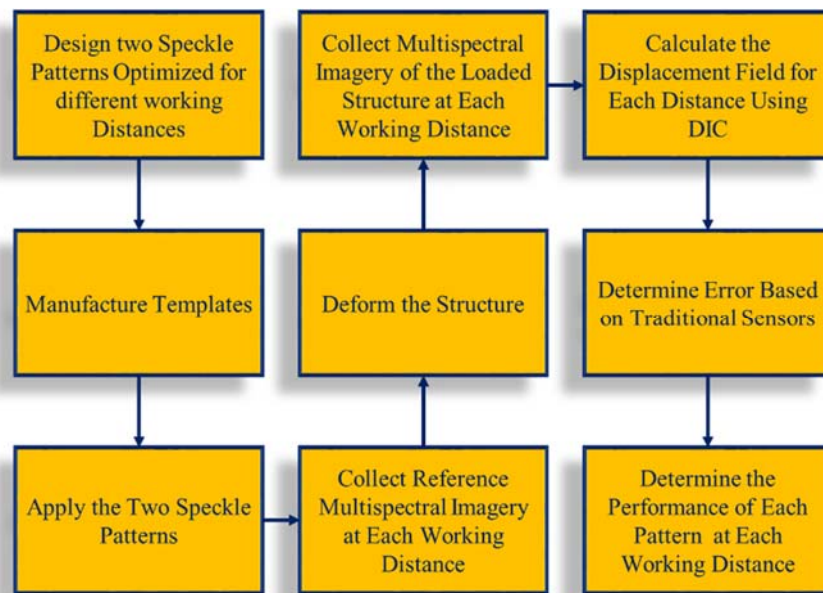 Design two Speckle
Patterns Optimized for
different working
Distances
Manufacture Templates
Apply the Two Speckle
Patterns
Collect Reference
Multispectral Imagery
at Each Working
Distance
Deform the Structure
Collect Multispectral
Imagery of the Loaded
Structure at Each
Working Distance
Calculate the
Displacement Field for
Each Distance Using
DIC
Determine Error Based
on Traditional Sensors
Determine the
Performance of Each
Pattern at Each
Working Distance